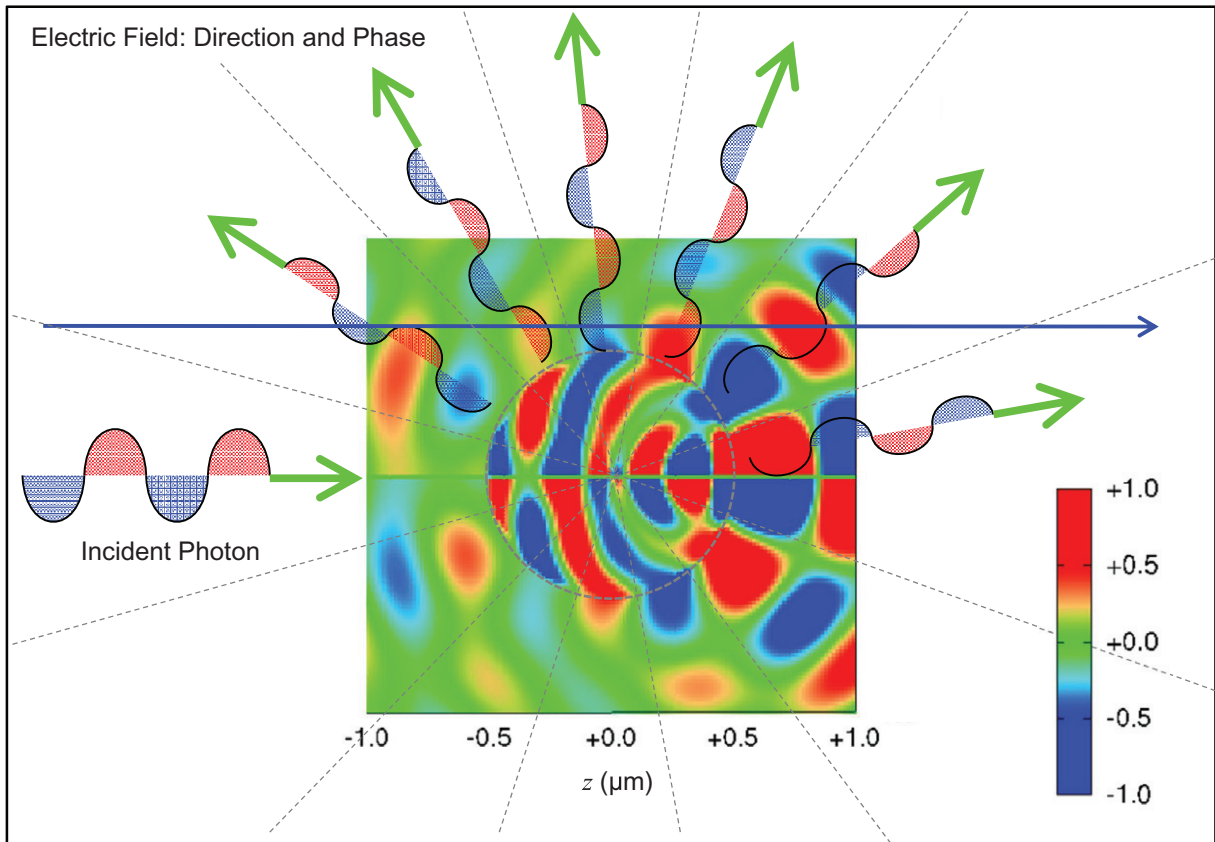 Electric Field: Direction and Phase
Incident Photon
+1.0
+0.5
+0.0
-0.5
-1.0
-1.0 -0.5 +0.0 +0.5 +1.0
z (µm)